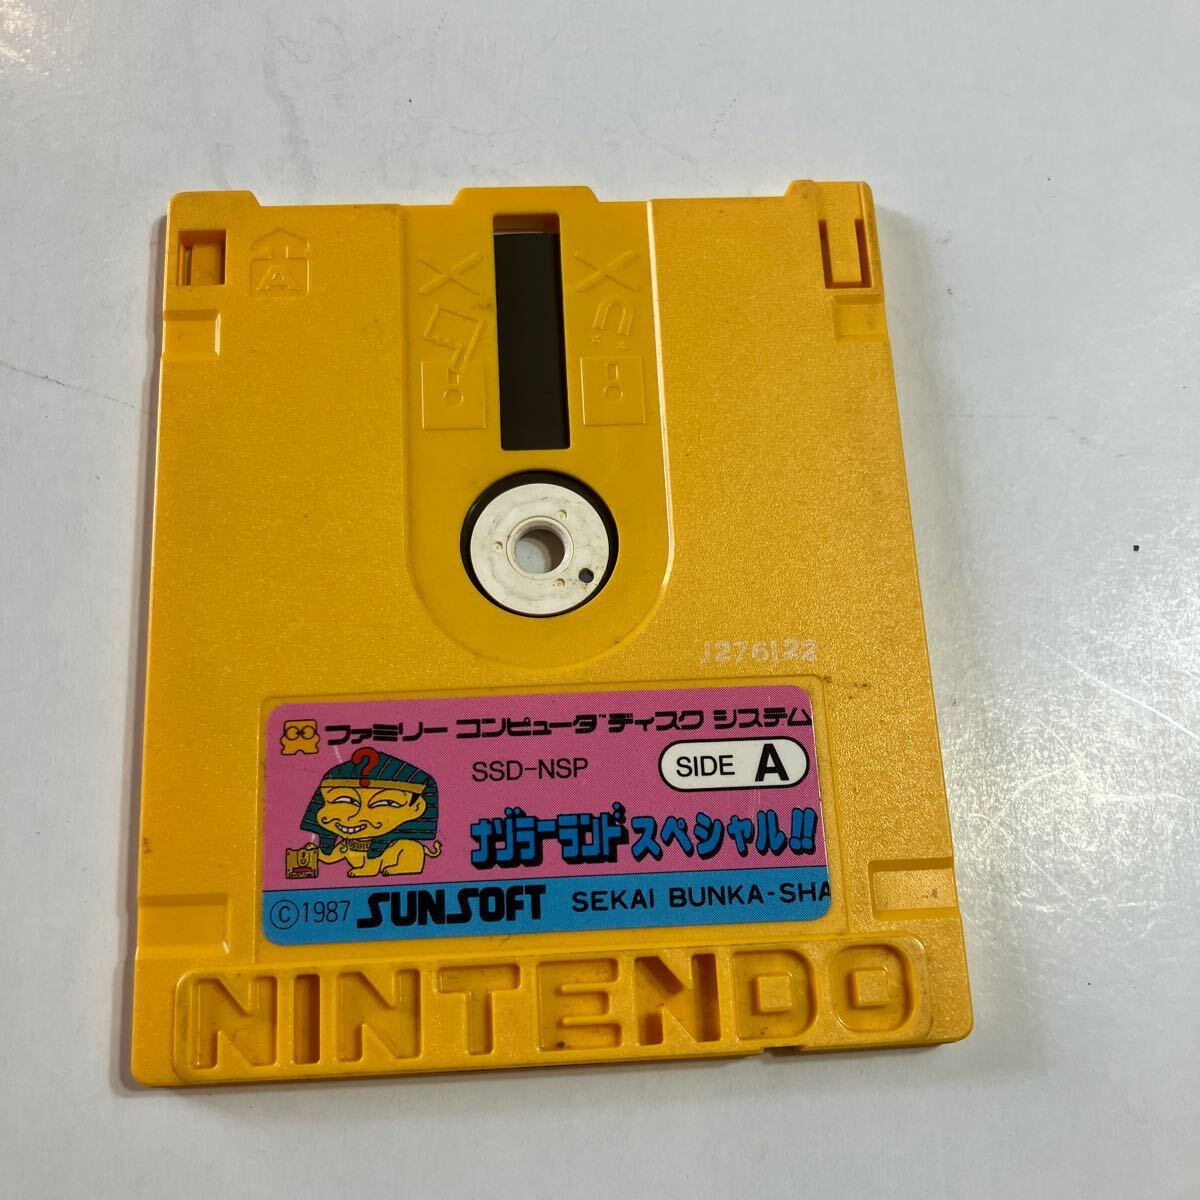 A
J276122
ファミリー コンピュータ ディスク システム
SSD-NSP
SIDE A
?
ナゾラーランド スペシャル!!
©1987 SUNSOFT SEKAI BUNKA-SHA
NINTENDO